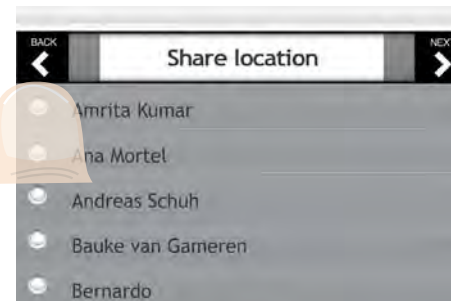 BACK
Share location
NEXT
Amrita Kumar
Ana Mortel
Andreas Schuh
Bauke van Gameren
Bernardo